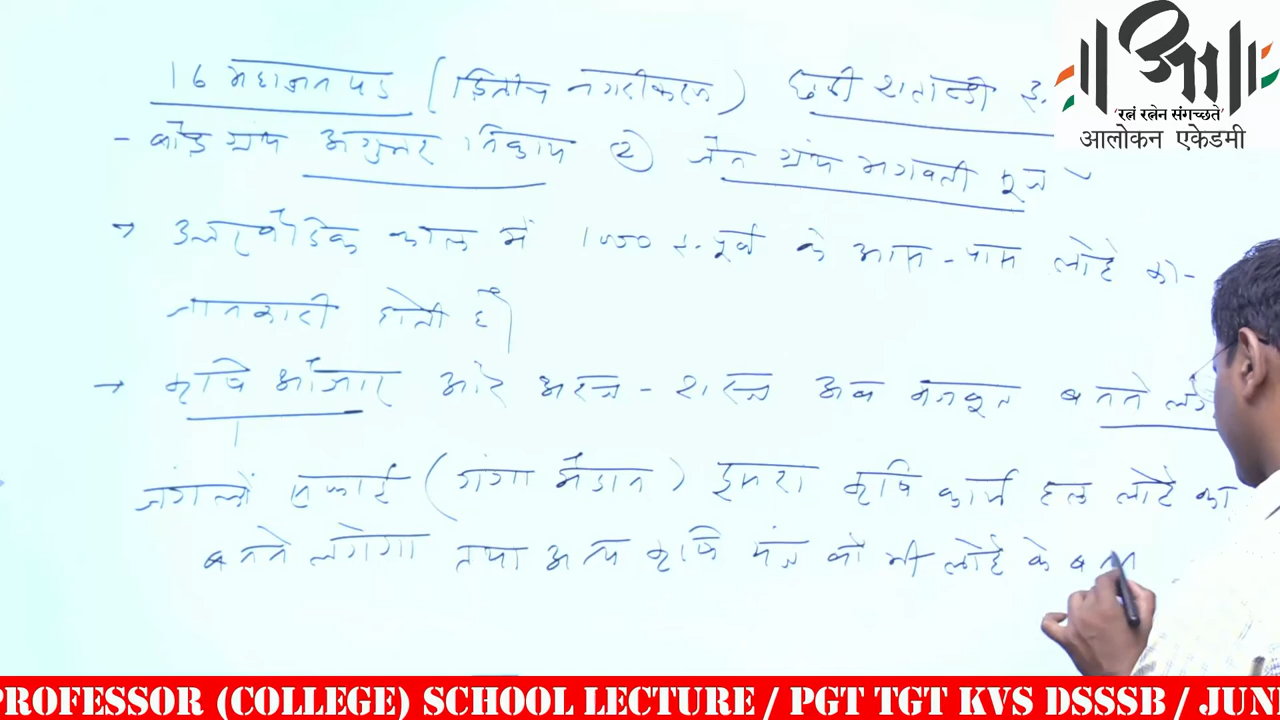 16 महाजनपद (द्वितीय नगरीकरण) छठी शताब्दी ई.
- बौद्ध ग्रंथ अंगुत्तर निकाय (2) जैन ग्रंथ भगवती सूत्र
→ उत्तरवैदिक काल में 1000 ई. पूर्व के आस-पास लोहे की-
जानकारी होती है|
→ कृषि औजार और अस्त्र-शस्त्र अब मजबूत बनने लगे
जंगलों सफाई (गंगा मैदान) दूसरा कृषि कार्य हल लोहे का
बनने लगेगा तथा अन्य कृषि यंत्र को भी लोहे के बन
आ
'रत्नं रत्नेन संगच्छते'
आलोकन एकेडमी
PROFESSOR (COLLEGE) SCHOOL LECTURE / PGT TGT KVS DSSSB / JUN